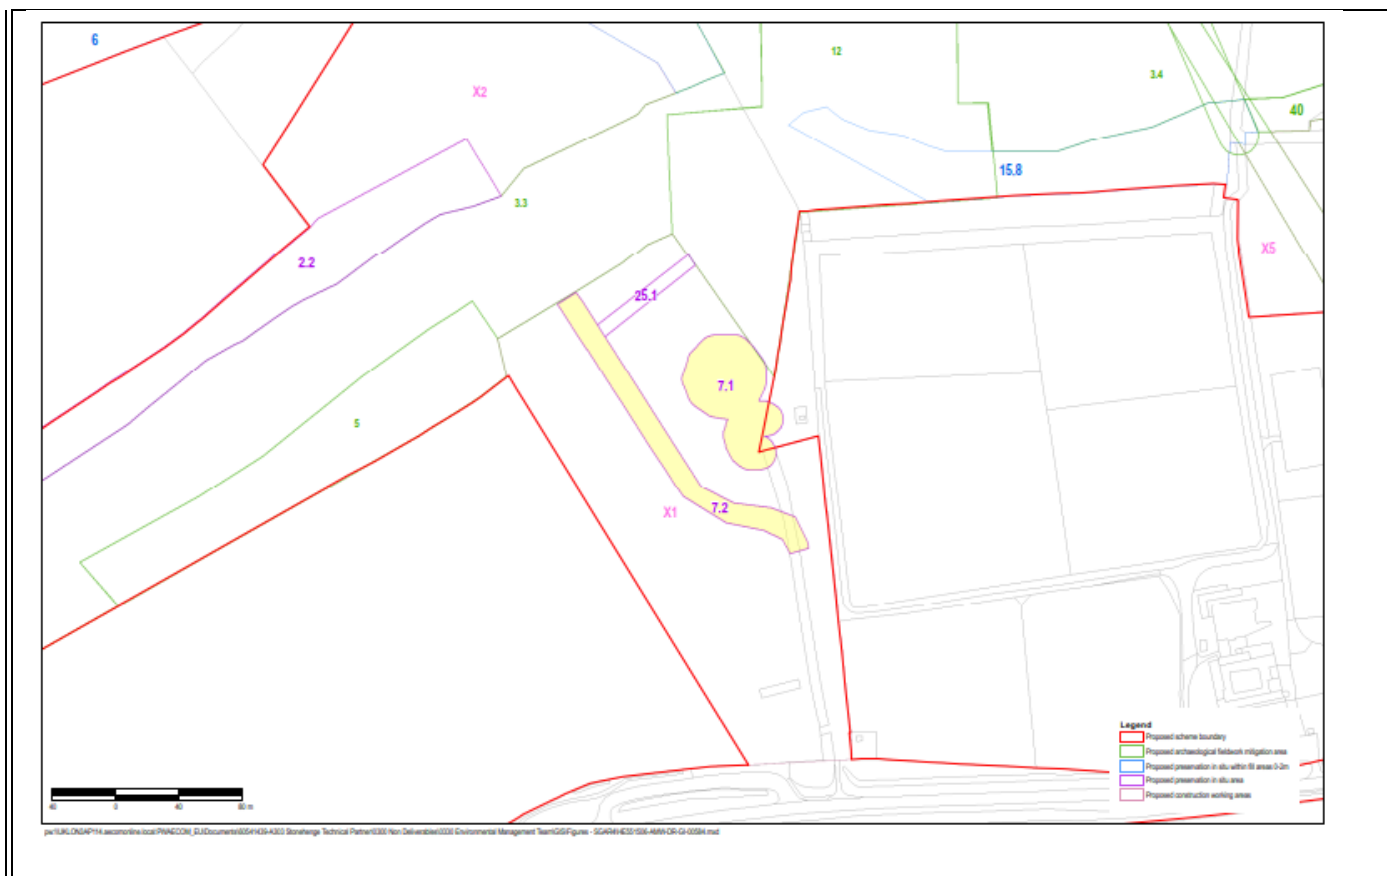 6
12
3.4
X2
40
15.8
3.3
X5
2.2
25.1
7.1
5
7.2
X1
Legend
Proposed scheme boundary
Proposed archaeological fieldwork mitigation area
Proposed preservation in situ within fill areas 0-2m
Proposed preservation in situ area
Proposed construction working areas
40 0 40 80 m